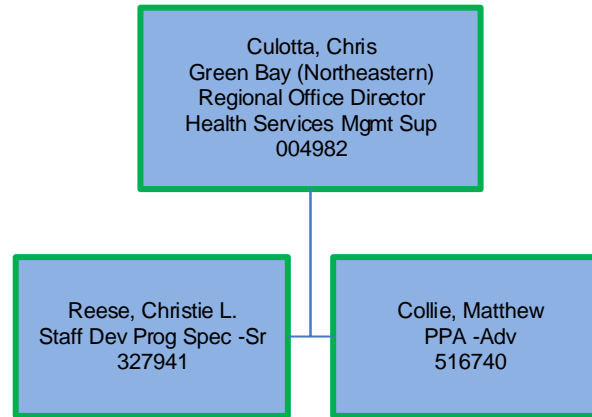 Culotta, Chris
Green Bay (Northeastern)
Regional Office Director
Health Services Mgmt Sup
004982
Reese, Christie L.
Staff Dev Prog Spec -Sr
327941
Collie, Matthew
PPA -Adv
516740